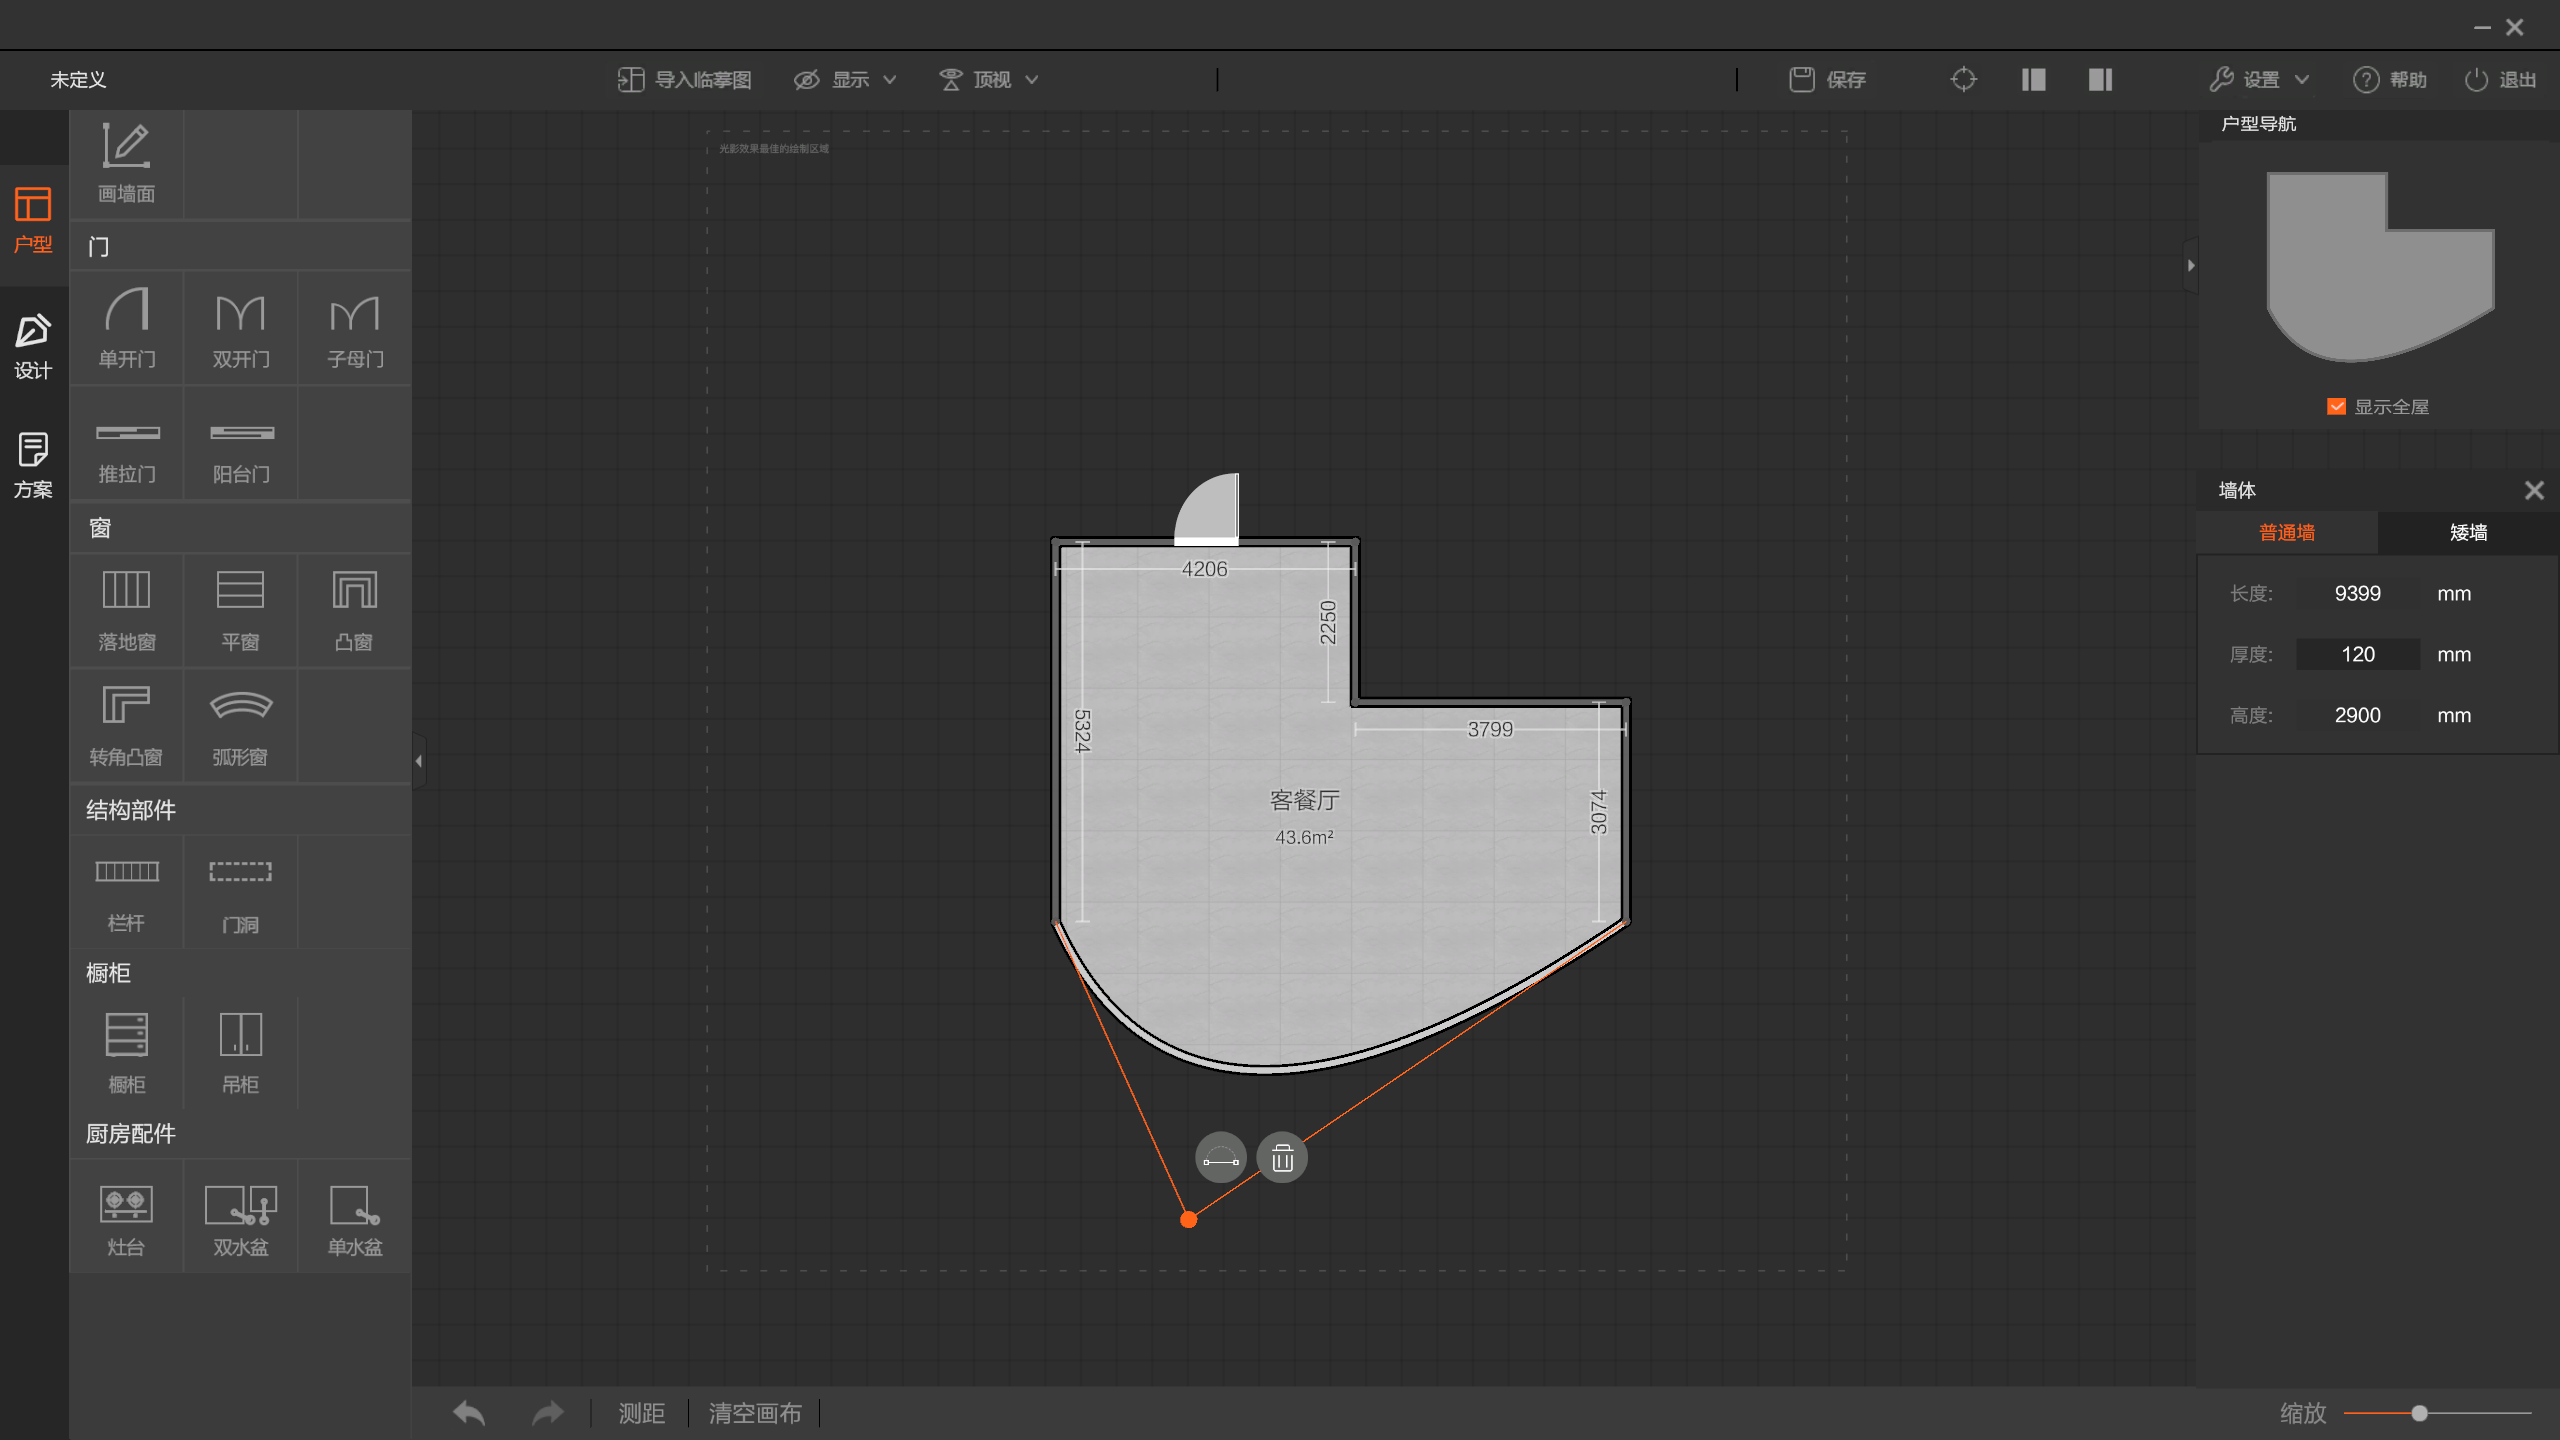 未定义
导入临摹图
显示
顶视
保存
设置
帮助
退出
户型
设计
方案
画墙面
门
单开门
双开门
子母门
推拉门
阳台门
窗
落地窗
平窗
凸窗
转角凸窗
弧形窗
结构部件
栏杆
门洞
橱柜
橱柜
吊柜
厨房配件
灶台
双水盆
单水盆
光影效果最佳的绘制区域
4206
2250
5324
3799
3074
客餐厅
43.6m²
户型导航
显示全屋
墙体
普通墙
矮墙
长度: 9399 mm
厚度: 120 mm
高度: 2900 mm
测距
清空画布
缩放